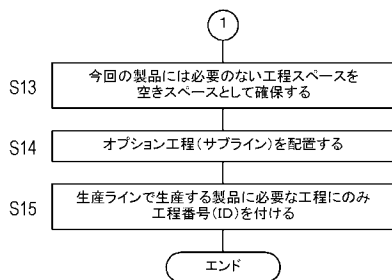 1
S13
今回の製品には必要のない工程スペースを
空きスペースとして確保する
S14
オプション工程(サブライン)を配置する
S15
生産ラインで生産する製品に必要な工程にのみ
工程番号(ID)を付ける
エンド